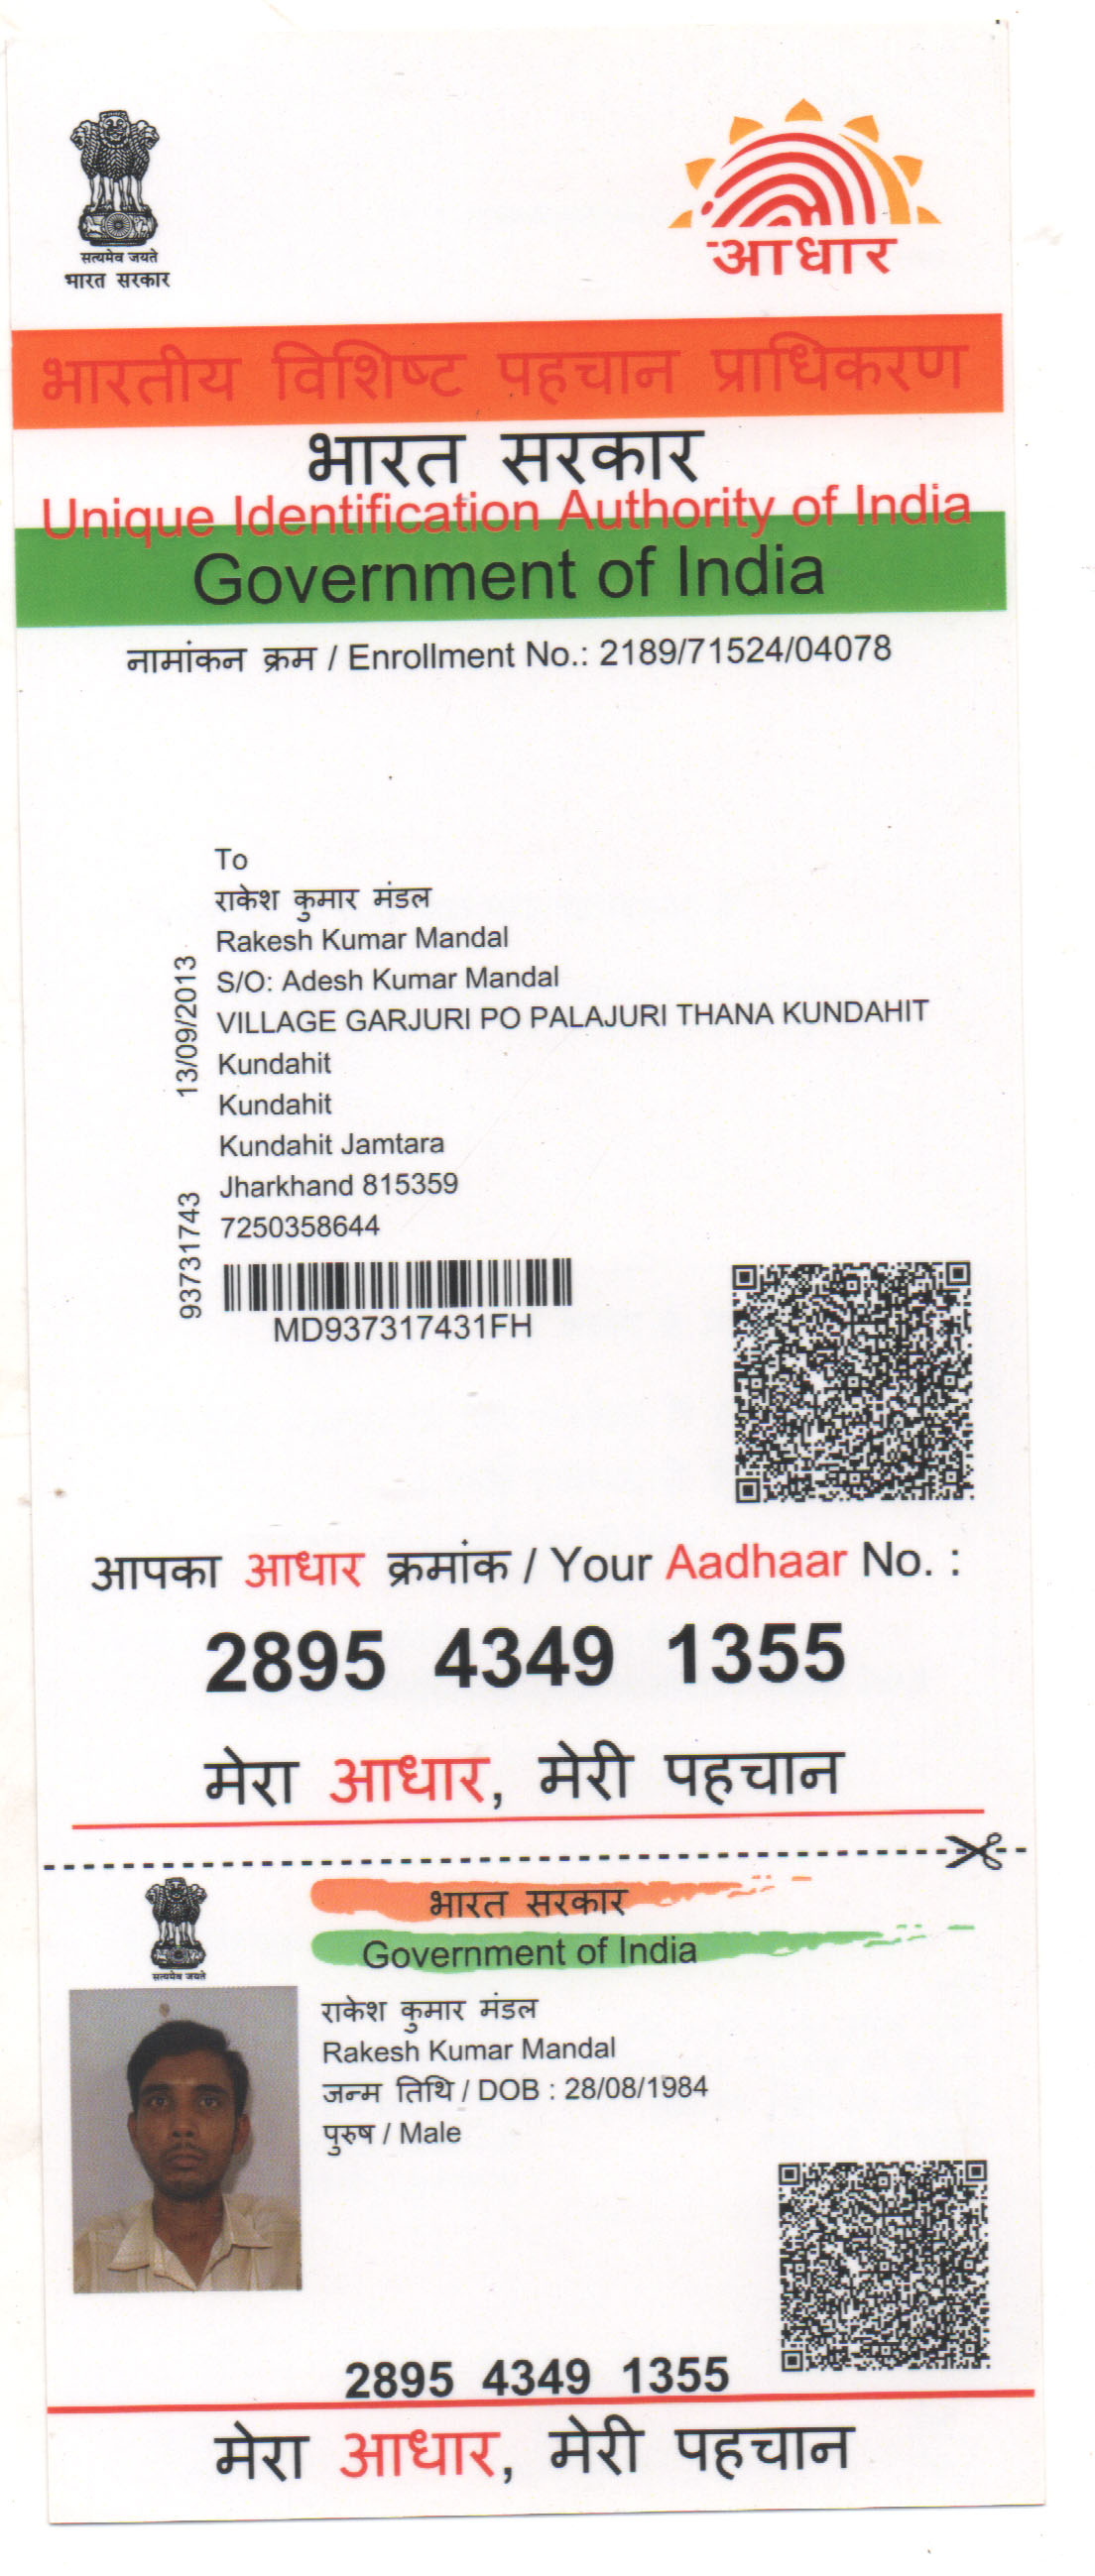 सत्यमेव जयते
भारत सरकार
आधार
भारतीय विशिष्ट पहचान प्राधिकरण
भारत सरकार
Unique Identification Authority of India
Government of India
नामांकन क्रम / Enrollment No.: 2189/71524/04078
To
राकेश कुमार मंडल
Rakesh Kumar Mandal
S/O: Adesh Kumar Mandal
VILLAGE GARJURI PO PALAJURI THANA KUNDAHIT
Kundahit
Kundahit
Kundahit Jamtara
Jharkhand 815359
7250358644
13/09/2013
93731743
MD937317431FH
आपका आधार क्रमांक / Your Aadhaar No. :
2895 4349 1355
मेरा आधार, मेरी पहचान
सत्यमेव जयते
भारत सरकार
Government of India
राकेश कुमार मंडल
Rakesh Kumar Mandal
जन्म तिथि / DOB : 28/08/1984
पुरुष / Male
2895 4349 1355
मेरा आधार, मेरी पहचान